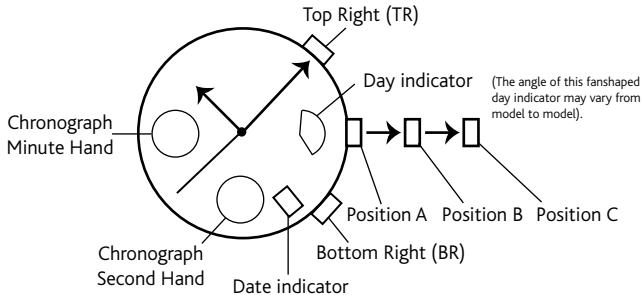 Top Right (TR)
Day indicator
(The angle of this fanshaped
day indicator may vary from
model to model).
Chronograph
Minute Hand
Position A
Position B
Position C
Bottom Right (BR)
Chronograph
Second Hand
Date indicator